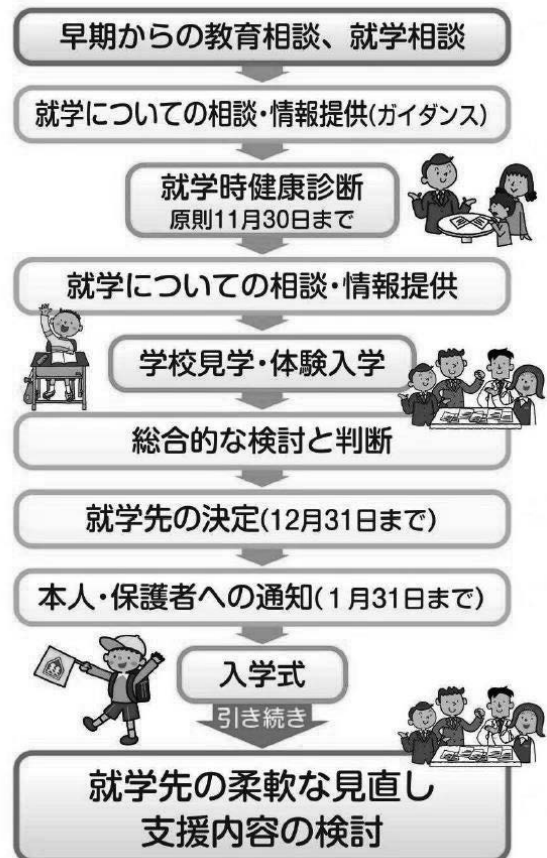 早期からの教育相談、就学相談
就学についての相談・情報提供(ガイダンス)
就学時健康診断
原則11月30日まで
就学についての相談・情報提供
学校見学・体験入学
総合的な検討と判断
就学先の決定(12月31日まで)
本人・保護者への通知(1月31日まで)
入学式
引き続き
就学先の柔軟な見直し
支援内容の検討